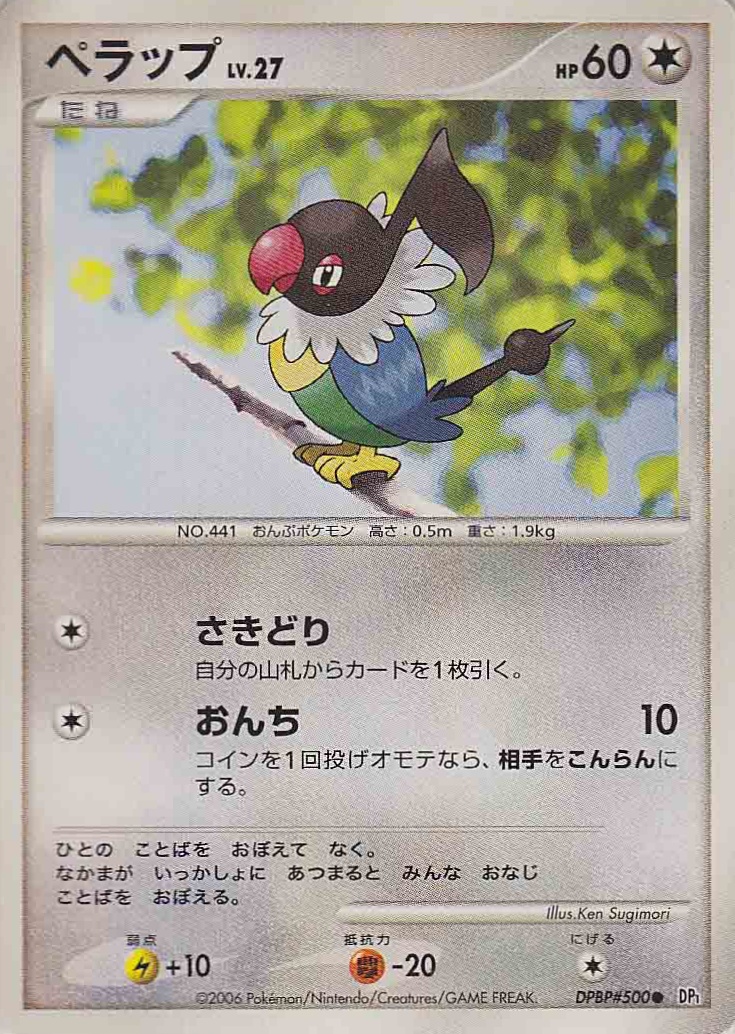 ペラップ LV.27 HP60
たね
NO.441 おんぷポケモン 高さ：0.5m 重さ：1.9kg
さきどり
自分の山札からカードを1枚引く。
おんち 10
コインを1回投げオモテなら、相手をこんらんに
する。
ひとの ことばを おぼえて なく。
なかまが いっかしょに あつまると みんな おなじ
ことばを おぼえる。
Illus.Ken Sugimori
弱点 抵抗力 にげる
+10 -20
©2006 Pokémon/Nintendo/Creatures/GAME FREAK. DPBP#500● DP1